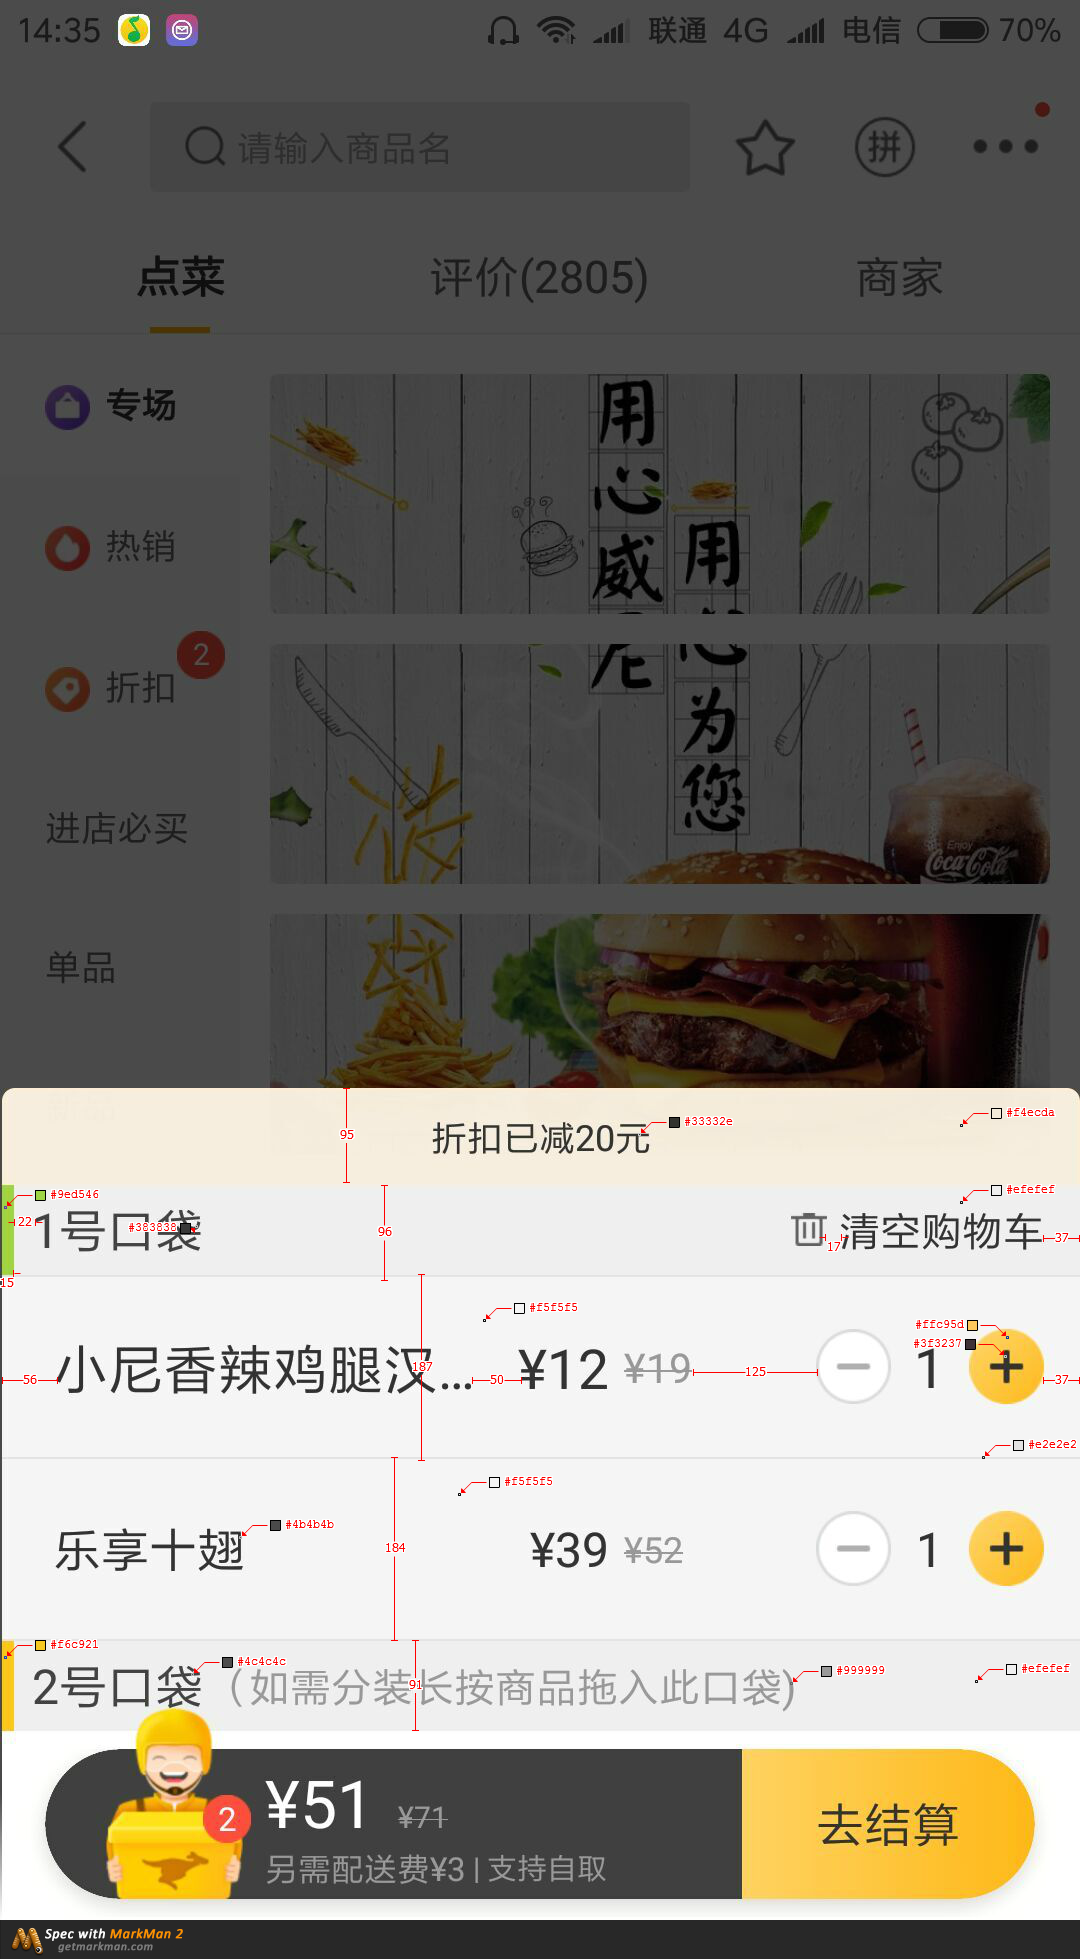 14:35 联通 4G 电信 70%
请输入商品名 拼
点菜 评价(2805) 商家
专场
热销
折扣 2
进店必买
单品
用心威
用
尼 心为您
Enjoy
Coca-Cola
95 折扣已减20元 #33332e #f4ecda
#9ed546 #efefef
22 1号口袋 #383838 96 17 清空购物车 37
15
#f5f5f5
#ffc95d
#3f3237
56 小尼香辣鸡腿汉... 187 50 ¥12 ¥19 125 1 37
#e2e2e2
#f5f5f5
乐享十翅 #4b4b4b 184 ¥39 ¥52 1
#f6c921
2号口袋 #4c4c4c (如需分装长按商品拖入此口袋) 91 #999999 #efefef
2 ¥51 ¥71
另需配送费¥3 | 支持自取
去结算
Spec with MarkMan 2
getmarkman.com